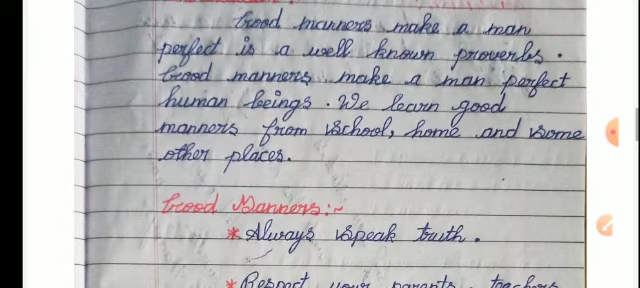 Good manners make a man
perfect is a well known proverbs.
Good manners make a man perfect
human beings. We learn good
manners from school, home and some
other places.
Good Manners:~
* Always speak truth.
* Respect your parents, teachers